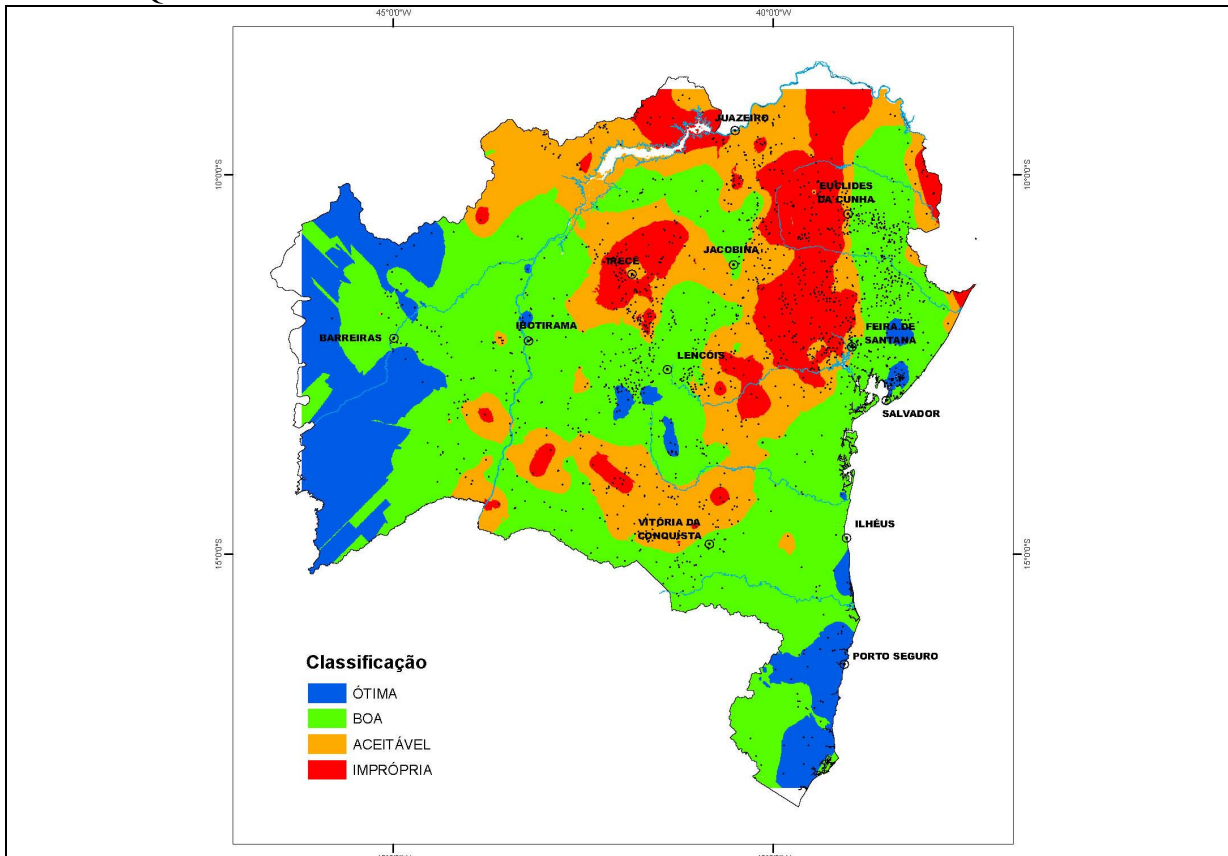 45°0'0"W
40°0'0"W
JUAZEIRO
10°0'0"S
10°0'0"S
EUCLIDES
DA CUNHA
JACOBINA
IRECÊ
IBOTIRAMA
BARREIRAS
FEIRA DE
SANTANA
LENCÓIS
SALVADOR
VITÓRIA DA
CONQUISTA
ILHÉUS
15°0'0"S
15°0'0"S
PORTO SEGURO
Classificação
ÓTIMA
BOA
ACEITÁVEL
IMPRÓPRIA